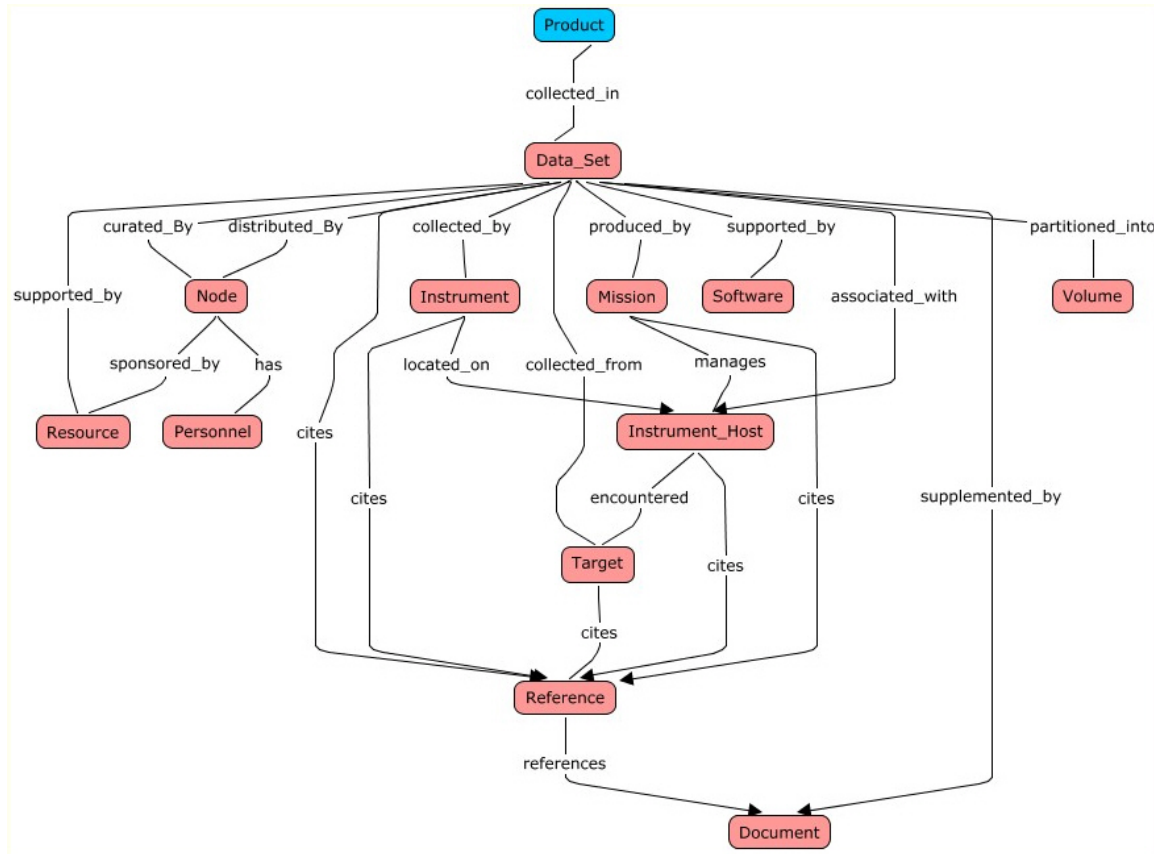 Product
collected_in
Data_Set
curated_By
distributed_By
collected_by
produced_by
supported_by
partitioned_into
supported_by
Node
Instrument
Mission
Software
associated_with
Volume
sponsored_by
has
located_on
collected_from
manages
Resource
Personnel
cites
Instrument_Host
cites
encountered
cites
supplemented_by
Target
cites
cites
Reference
references
Document